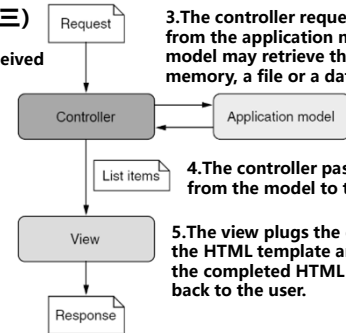 三)
Request
3.The controller reque
from the application
model may retrieve th
memory, a file or a da
ceived
Controller
Application model
List items
4.The controller pas
from the model to
View
5.The view plugs the
the HTML template a
the completed HTML
back to the user.
Response